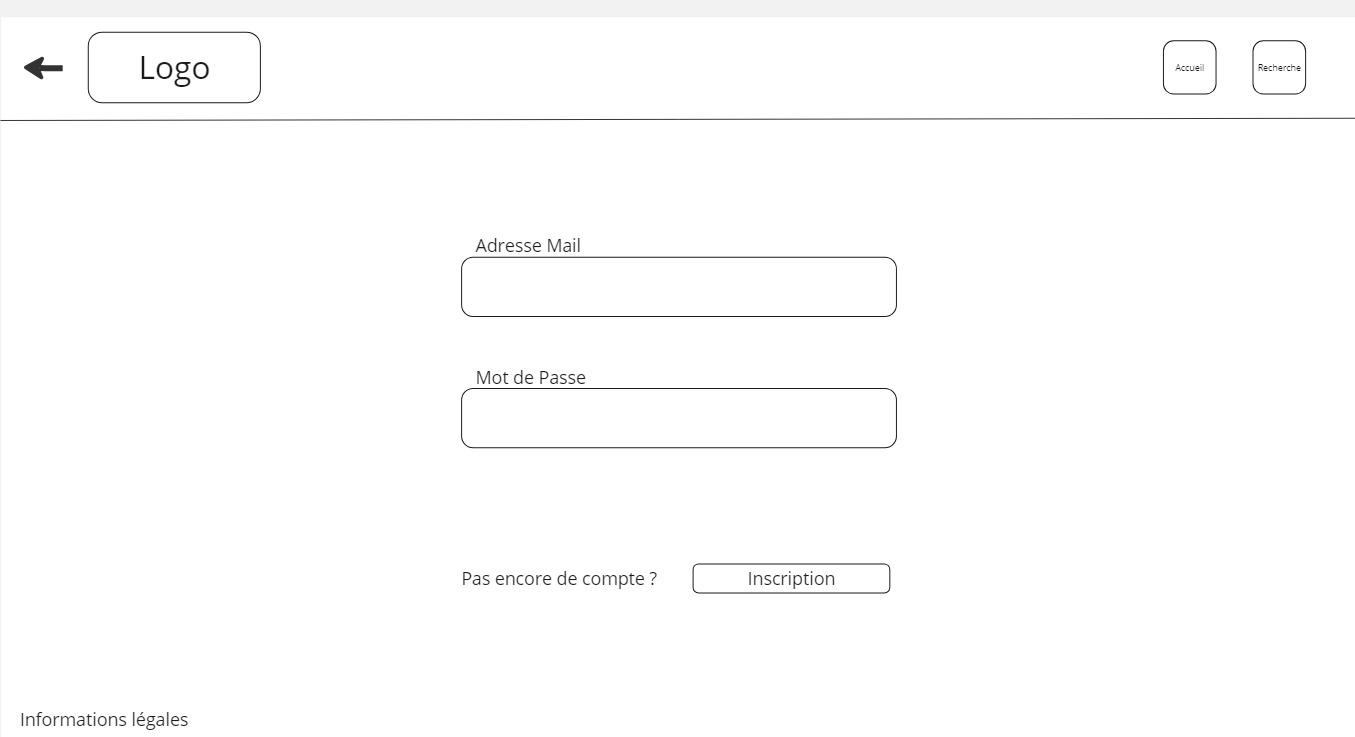 Logo
Accueil
Recherche
Adresse Mail
Mot de Passe
Pas encore de compte ?
Inscription
Informations légales